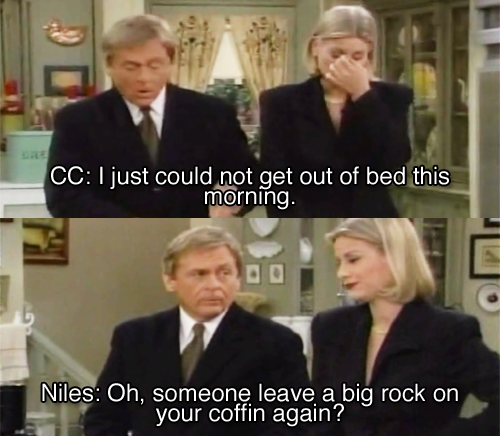 CC: I just could not get out of bed this
morning.
Niles: Oh, someone leave a big rock on
your coffin again?